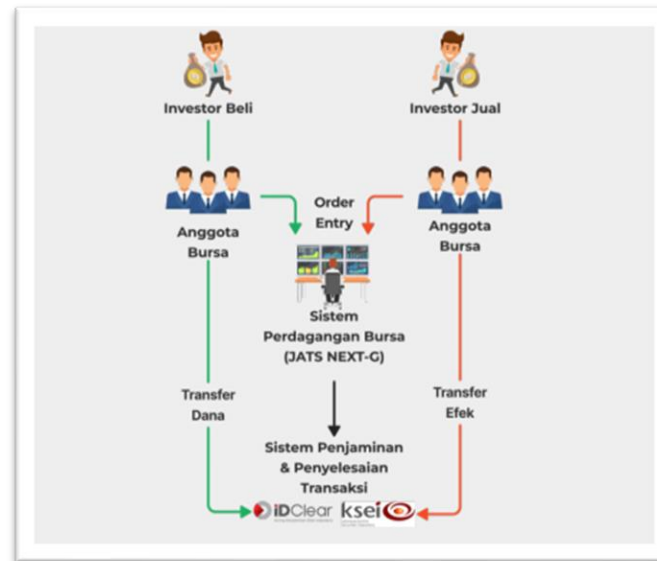 Investor Beli
Investor Jual
Anggota
Bursa
Order
Entry
Anggota
Bursa
Sistem
Perdagangan Bursa
(JATS NEXT-G)
Transfer
Dana
Transfer
Efek
Sistem Penjaminan
& Penyelesaian
Transaksi
iDClear
ksei